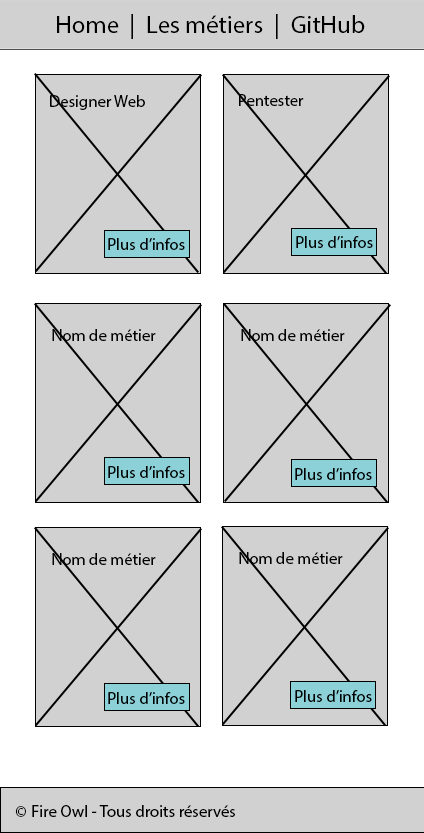 Home | Les métiers | GitHub
Designer Web
Pentester
Plus d’infos
Plus d’infos
Nom de métier
Nom de métier
Plus d’infos
Plus d’infos
Nom de métier
Nom de métier
Plus d’infos
Plus d’infos
© Fire Owl - Tous droits réservés